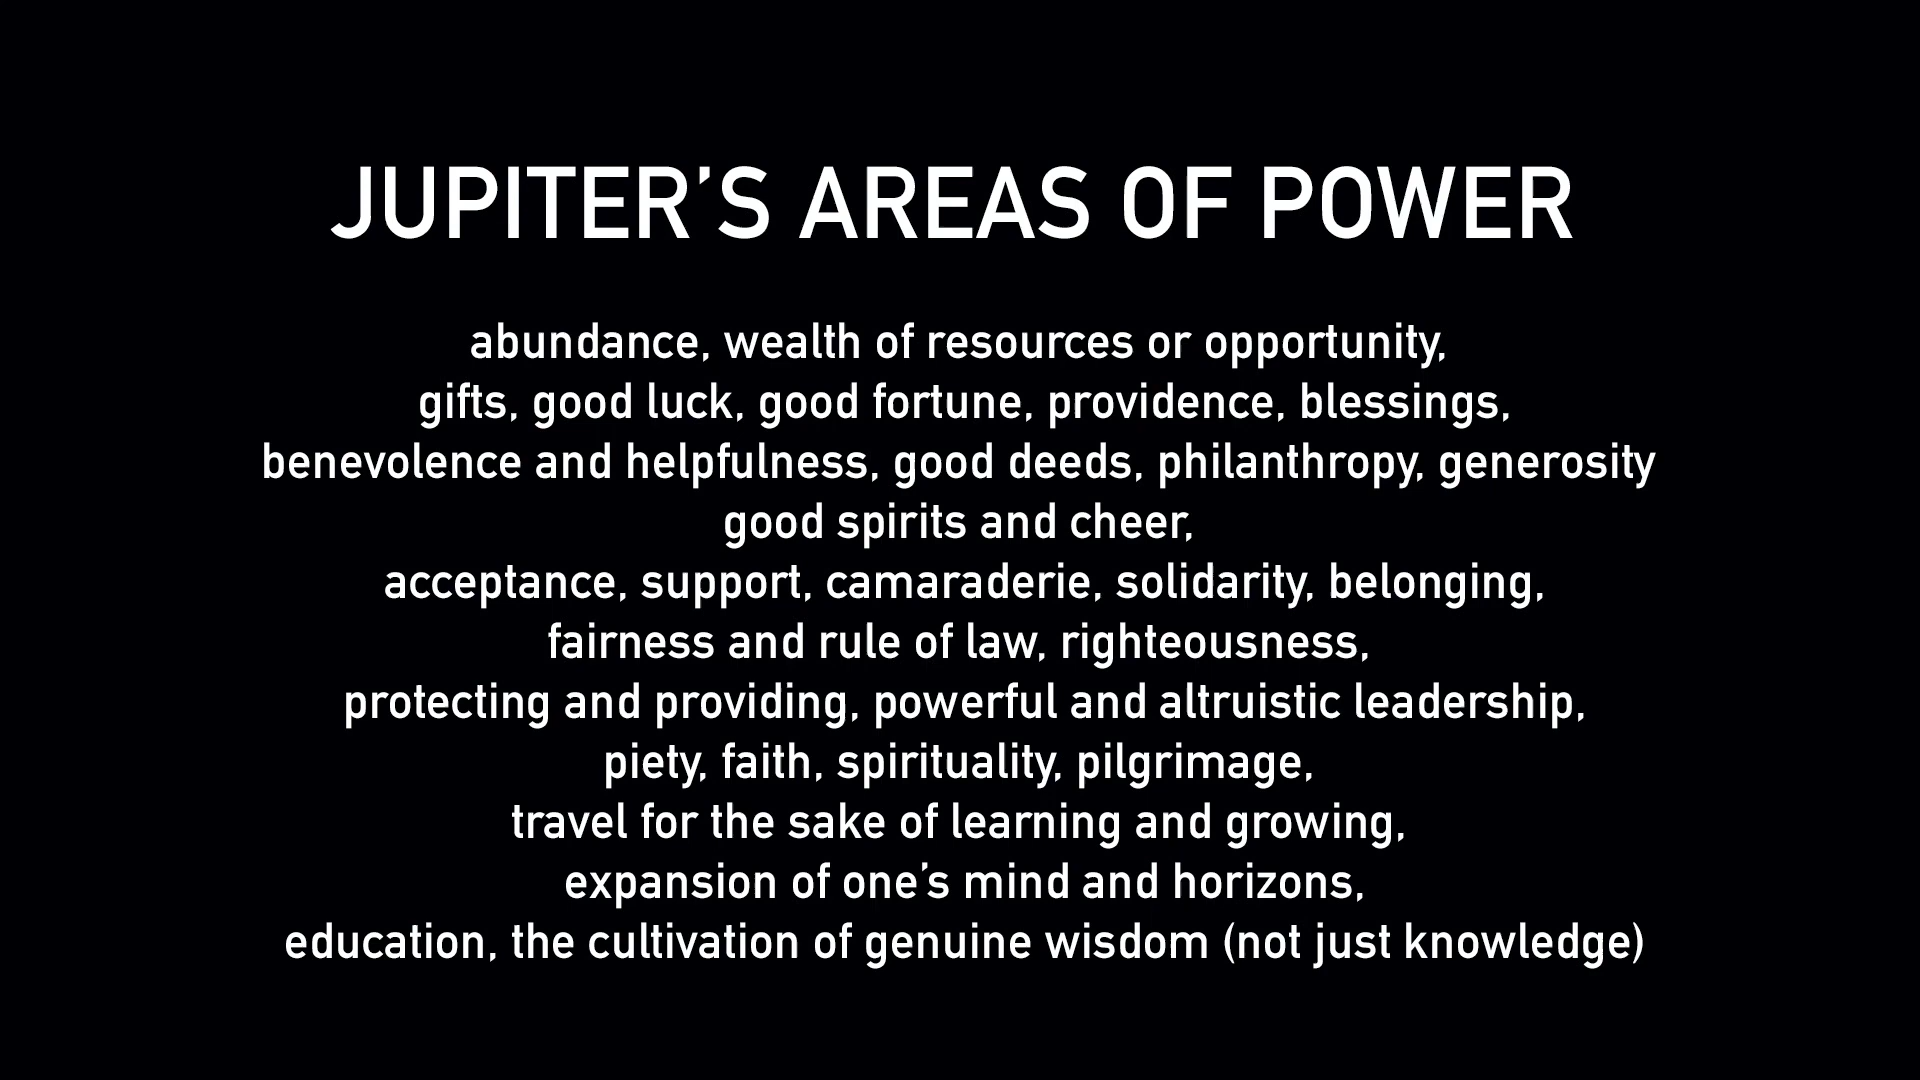 JUPITER’S AREAS OF POWER
abundance, wealth of resources or opportunity,
gifts, good luck, good fortune, providence, blessings,
benevolence and helpfulness, good deeds, philanthropy, generosity
good spirits and cheer,
acceptance, support, camaraderie, solidarity, belonging,
fairness and rule of law, righteousness,
protecting and providing, powerful and altruistic leadership,
piety, faith, spirituality, pilgrimage,
travel for the sake of learning and growing,
expansion of one’s mind and horizons,
education, the cultivation of genuine wisdom (not just knowledge)